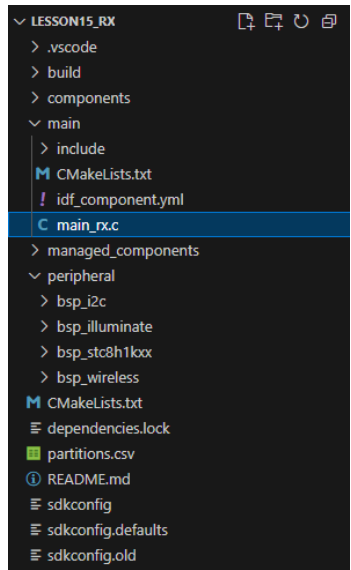 LESSON15_RX
.vscode
build
components
main
include
M CMakeLists.txt
! idf_component.yml
C main_rx.c
managed_components
peripheral
bsp_i2c
bsp_illuminate
bsp_stc8h1kxx
bsp_wireless
M CMakeLists.txt
dependencies.lock
partitions.csv
README.md
sdkconfig
sdkconfig.defaults
sdkconfig.old